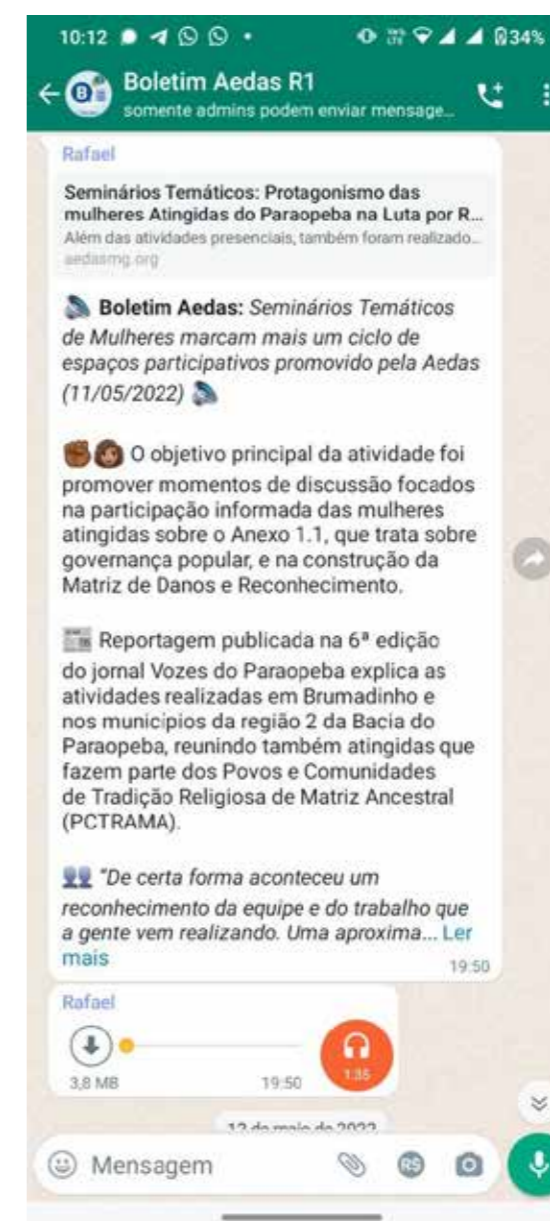 10:12
34%
B
Boletim Aedas R1
somente admins podem enviar mensage...
Rafael
Seminários Temáticos: Protagonismo das
mulheres Atingidas do Paraopeba na Luta por R...
Além das atividades presenciais, também foram realizado...
aedasmg.org
Boletim Aedas: Seminários Temáticos
de Mulheres marcam mais um ciclo de
espaços participativos promovido pela Aedas
(11/05/2022)
O objetivo principal da atividade foi
promover momentos de discussão focados
na participação informada das mulheres
atingidas sobre o Anexo 1.1, que trata sobre
governança popular, e na construção da
Matriz de Danos e Reconhecimento.
Reportagem publicada na 6ª edição
do jornal Vozes do Paraopeba explica as
atividades realizadas em Brumadinho e
nos municípios da região 2 da Bacia do
Paraopeba, reunindo também atingidas que
fazem parte dos Povos e Comunidades
de Tradição Religiosa de Matriz Ancestral
(PCTRAMA).
"De certa forma aconteceu um
reconhecimento da equipe e do trabalho que
a gente vem realizando. Uma aproxima... Ler
mais
19:50
Rafael
3,8 MB
19:50
1:35
12 de maio de 2022
Mensagem
R$